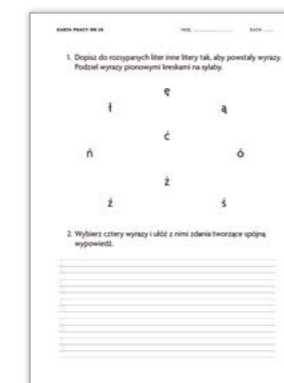 KARTA PRACY NR 28
IMIĘ DATA
1. Dopisz do rozsypanych liter inne litery tak, aby powstały wyrazy.
Podziel wyrazy pionowymi kreskami na sylaby.
ę
ł ą
ć
ń ó
ż
ź ś
2. Wybierz cztery wyrazy i ułóż z nimi zdania tworzące spójną
wypowiedź.